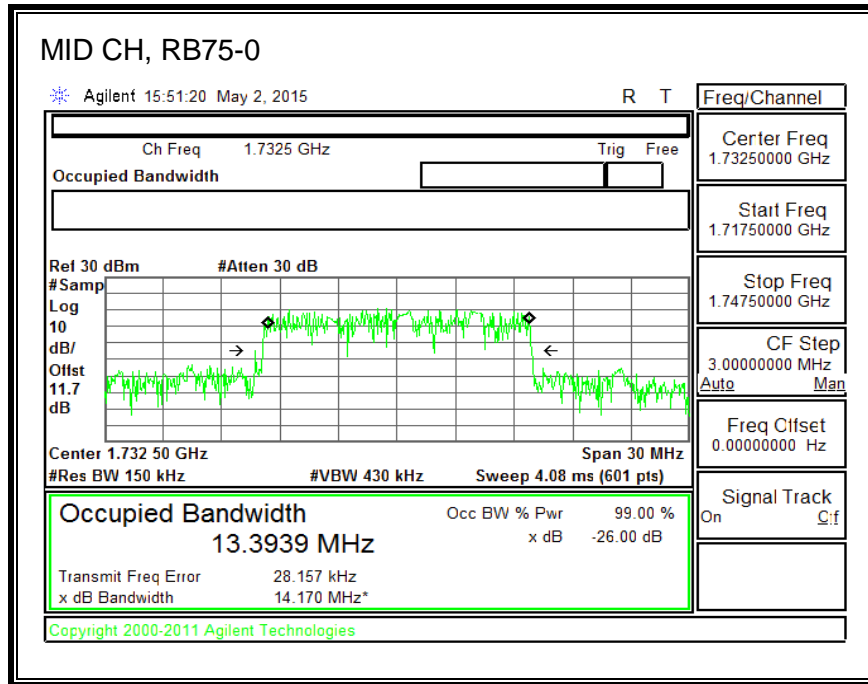 MID CH, RB75-0
Agilent 15:51:20 May 2, 2015 R T
Freq/Channel
Ch Freq 1.7325 GHz Trig Free
Occupied Bandwidth
Center Freq
1.73250000 GHz
Start Freq
1.71750000 GHz
Stop Freq
1.74750000 GHz
CF Step
3.00000000 MHz
Auto Man
Freq Offset
0.00000000 Hz
Signal Track
On Off
Ref 30 dBm #Atten 30 dB
#Samp
Log
10
dB/
Offst
11.7
dB
Center 1.732 50 GHz Span 30 MHz
#Res BW 150 kHz #VBW 430 kHz Sweep 4.08 ms (601 pts)
Occupied Bandwidth Occ BW % Pwr 99.00 %
13.3939 MHz x dB -26.00 dB
Transmit Freq Error 28.157 kHz
x dB Bandwidth 14.170 MHz*
Copyright 2000-2011 Agilent Technologies